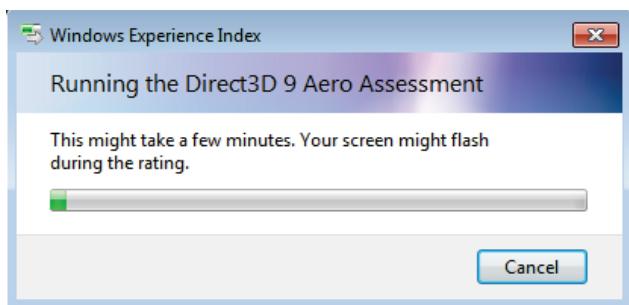 Windows Experience Index
Running the Direct3D 9 Aero Assessment
This might take a few minutes. Your screen might flash
during the rating.
Cancel